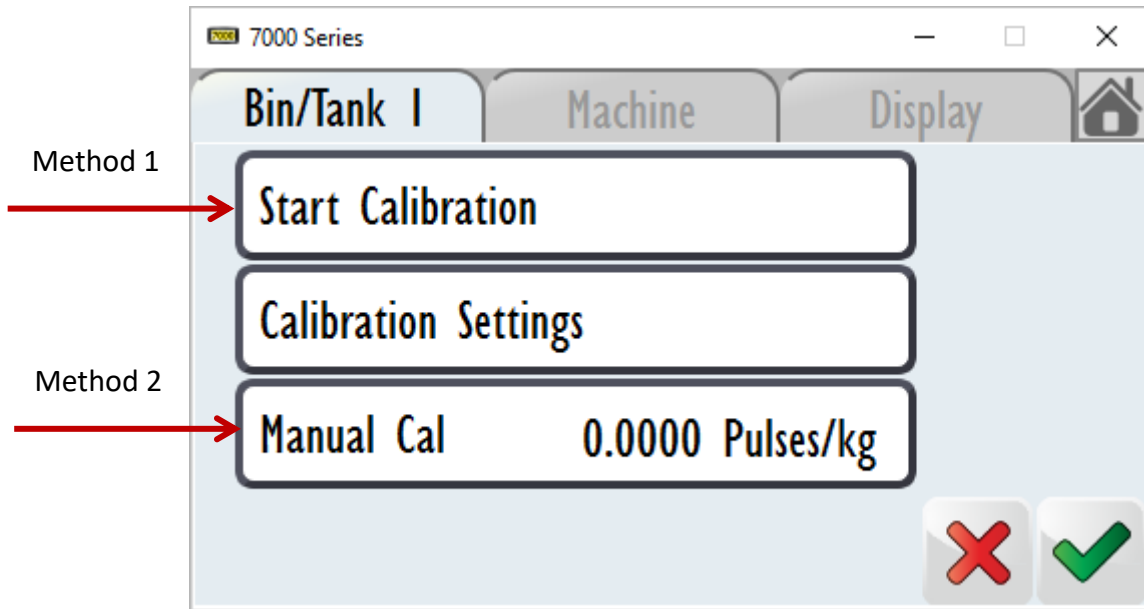 7000 7000 Series
Bin/Tank 1 Machine Display
Method 1
Start Calibration
Calibration Settings
Method 2
Manual Cal 0.0000 Pulses/kg